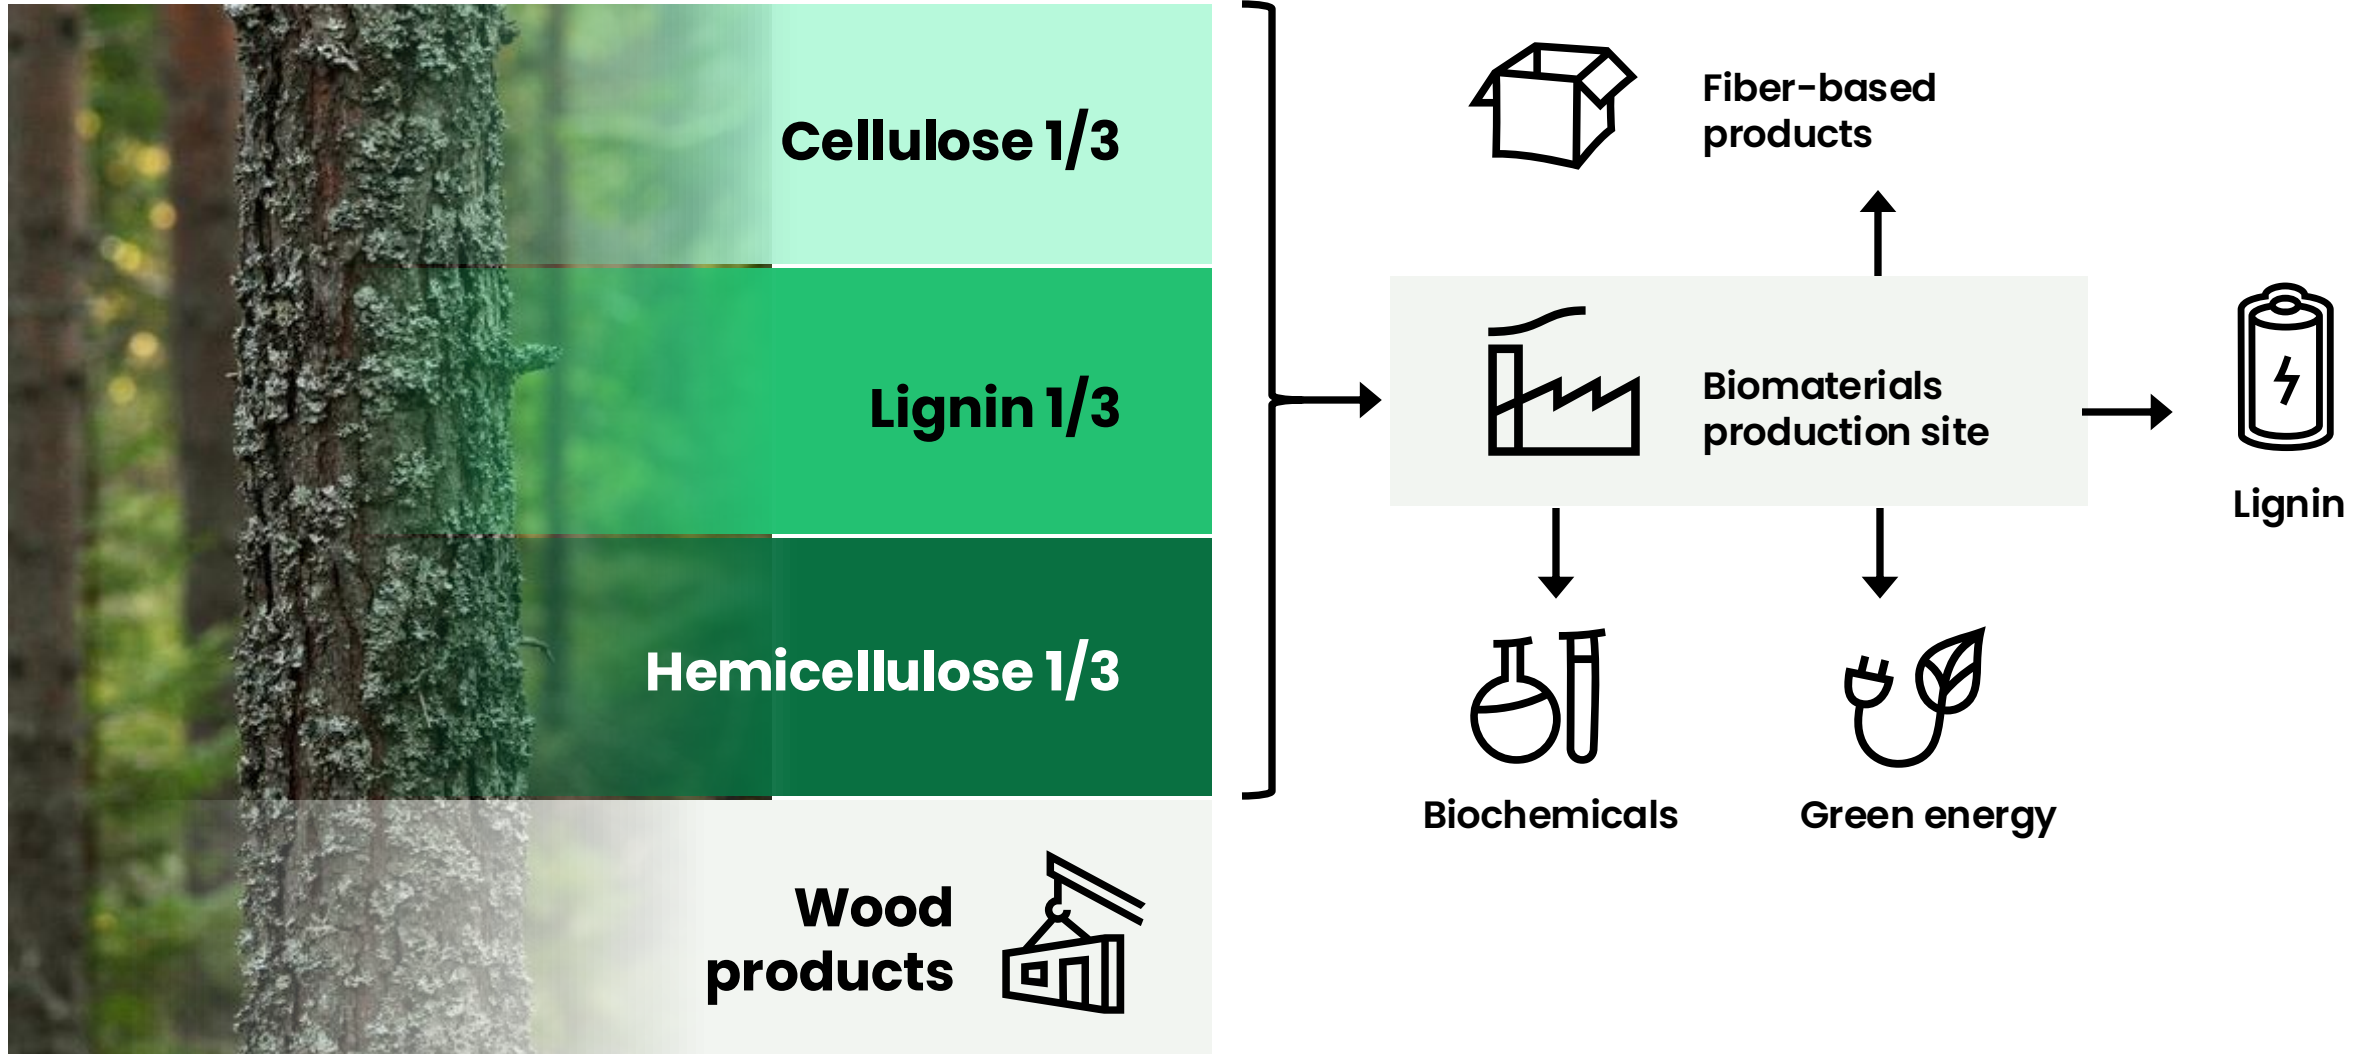 Cellulose 1/3
Lignin 1/3
Hemicellulose 1/3
Wood
products
Fiber-based
products
Biomaterials
production site
Lignin
Biochemicals
Green energy